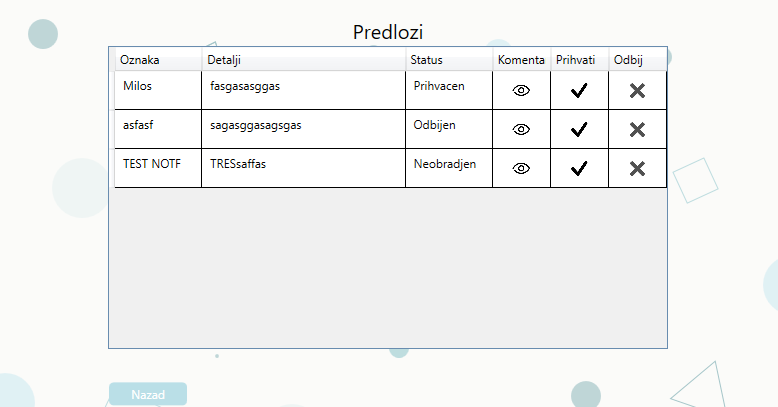 Predlozi
Oznaka Detalji Status Komenta Prihvati Odbij
Milos fasgasasggas Prihvacen
asfasf sagasggasagsgas Odbijen
TEST NOTF TRESsaffas Neobradjen
Nazad